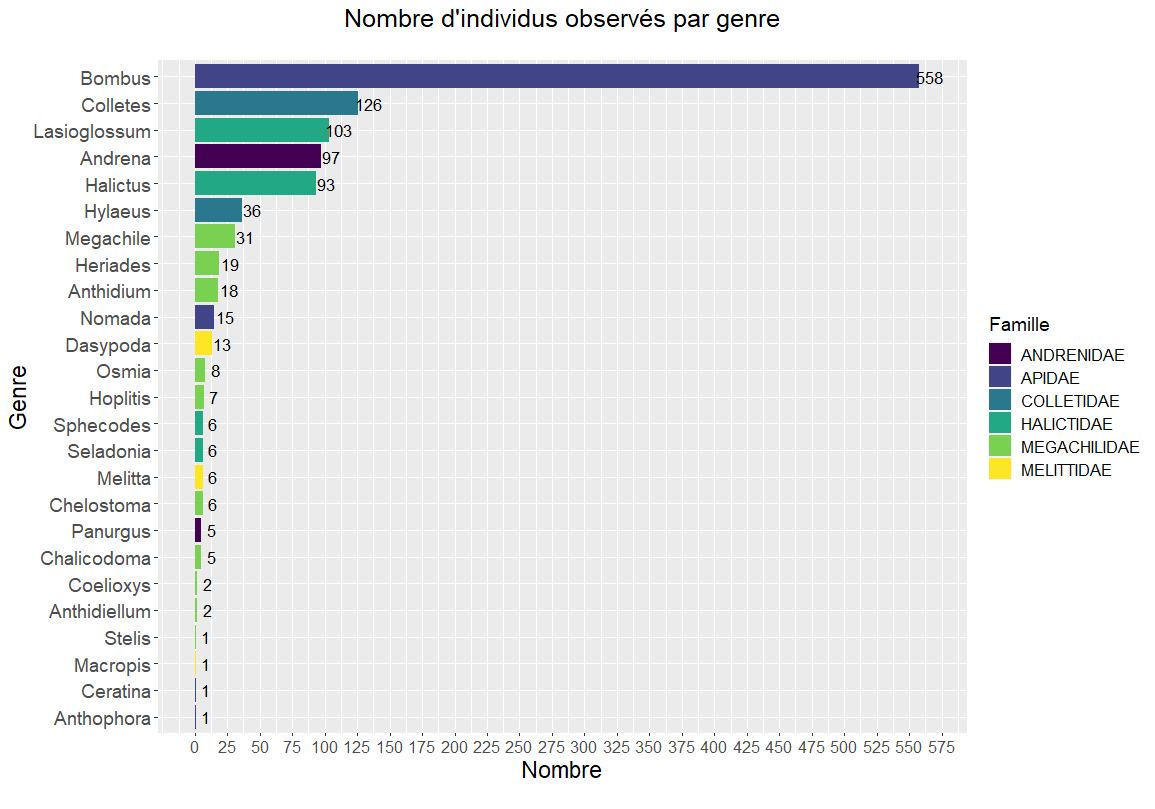 Nombre d'individus observés par genre
Bombus 558
Colletes 126
Lasioglossum 103
Andrena 97
Halictus 93
Hylaeus 36
Megachile 31
Heriades 19
Anthidium 18
Nomada 15
Dasypoda 13
Osmia 8
Hoplitis 7
Sphecodes 6
Seladonia 6
Melitta 6
Chelostoma 6
Panurgus 5
Chalicodoma 5
Coelioxys 2
Anthidiellum 2
Stelis 1
Macropis 1
Ceratina 1
Anthophora 1
Genre
0 25 50 75 100 125 150 175 200 225 250 275 300 325 350 375 400 425 450 475 500 525 550 575
Nombre
Famille
ANDRENIDAE
APIDAE
COLLETIDAE
HALICTIDAE
MEGACHILIDAE
MELITTIDAE